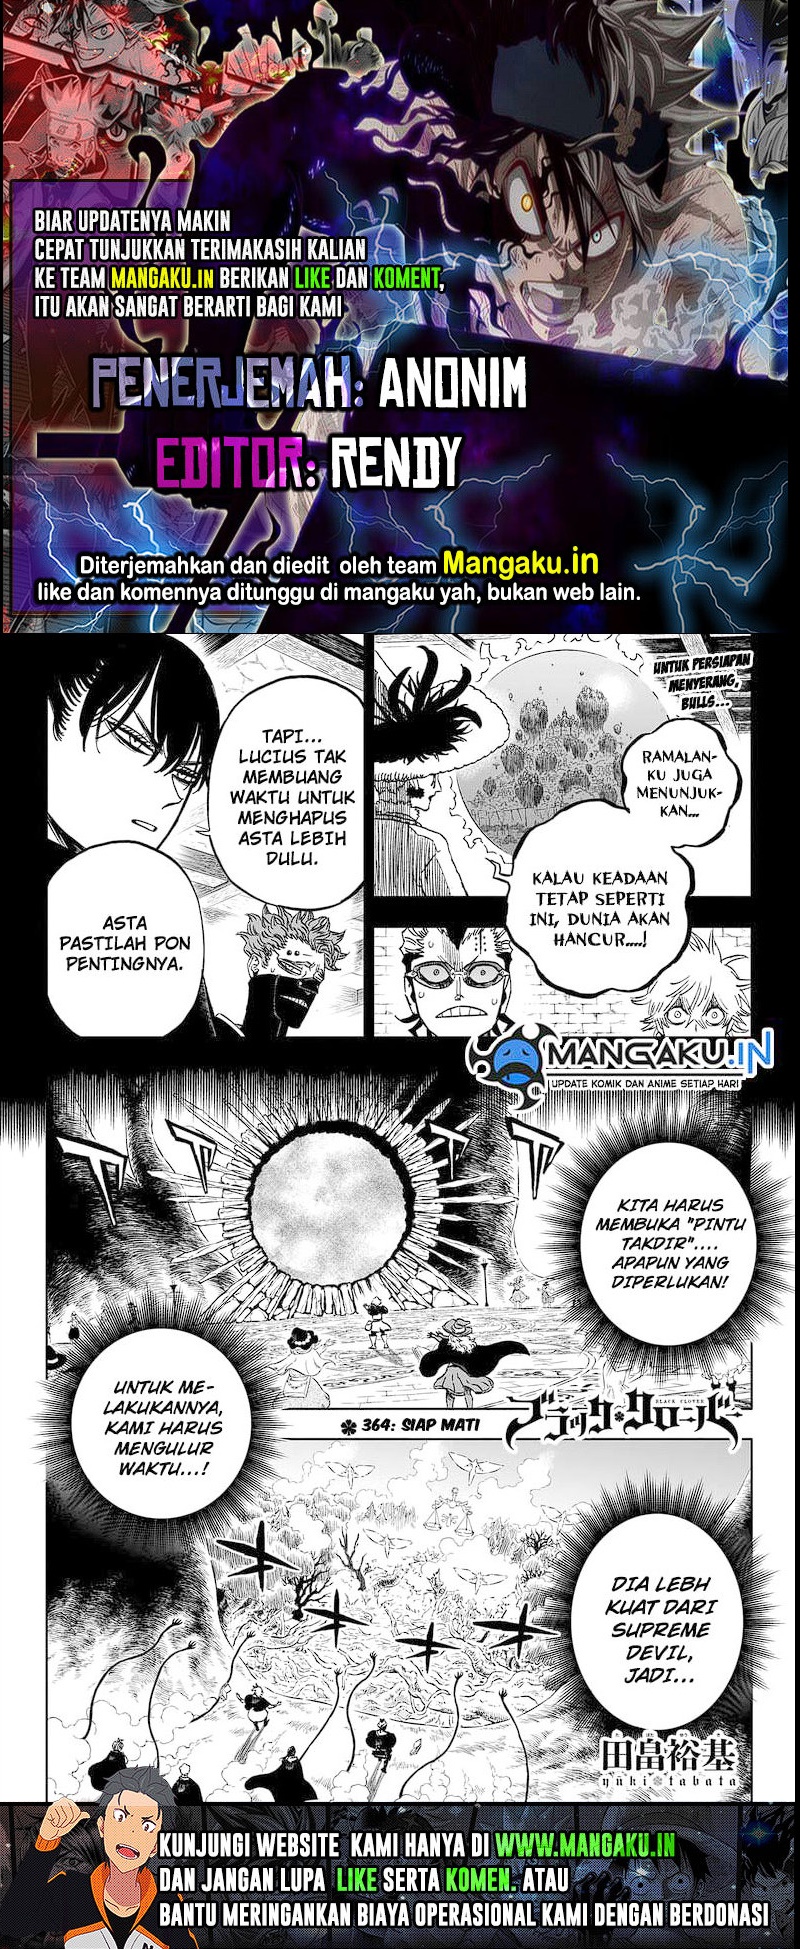 BIAR UPDATENYA MAKIN
CEPAT TUNJUKKAN TERIMAKASIH KALIAN
KE TEAM MANGAKU.in BERIKAN LIKE DAN KOMENT,
ITU AKAN SANGAT BERARTI BAGI KAMI
PENERJEMAH: ANONIM
EDITOR: RENDY
Diterjemahkan dan diedit oleh team Mangaku.in
like dan komennya ditunggu di mangaku yah, bukan web lain.
UNTUK PERSIAPAN
MENYERANG,
BULLS...
RAMALAN-
KU JUGA
MENUNJUK-
KAN...
KALAU KEADAAN
TETAP SEPERTI
INI, DUNIA AKAN
HANCUR....!
TAPI...
LUCIUS TAK
MEMBUANG
WAKTU UNTUK
MENGHAPUS
ASTA LEBIH
DULU.
ASTA
PASTILAH PON
PENTINGNYA.
MANGAKU.IN
UPDATE KOMIK DAN ANIME SETIAP HARI
KITA HARUS
MEMBUKA "PINTU
TAKDIR"....
APAPUN YANG
DIPERLUKAN!
UNTUK ME-
LAKUKANNYA,
KAMI HARUS
MENGULUR
WAKTU...!
364: SIAP MATI
ブラッククローバー
BLACK CLOVER
DIA LEBH
KUAT DARI
SUPREME
DEVIL,
JADI...
田畠裕基
yūki tabata
KUNJUNGI WEBSITE KAMI HANYA DI WWW.MANGAKU.IN
DAN JANGAN LUPA LIKE SERTA KOMEN. ATAU
BANTU MERINGANKAN BIAYA OPERASIONAL KAMI DENGAN BERDONASI